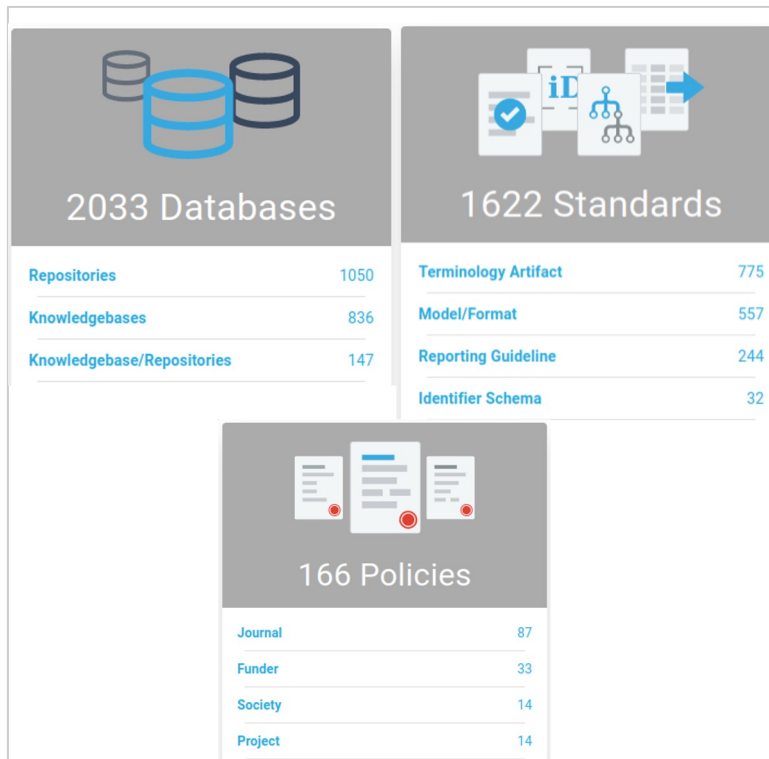 2033 Databases
Repositories 1050
Knowledgebases 836
Knowledgebase/Repositories 147
iD
1622 Standards
Terminology Artifact 775
Model/Format 557
Reporting Guideline 244
Identifier Schema 32
166 Policies
Journal 87
Funder 33
Society 14
Project 14